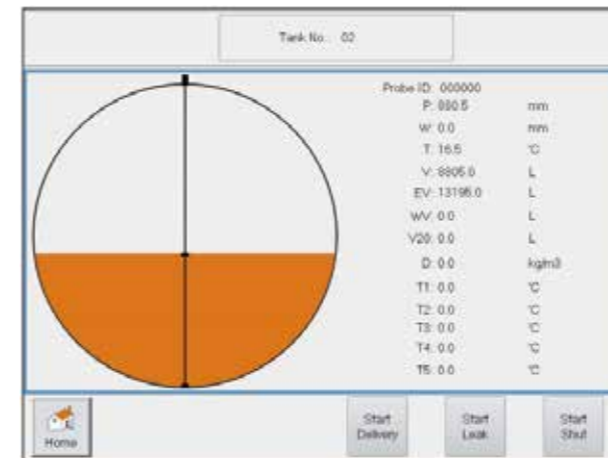 Tank No.: 02
Probe ID: 000000
P: 880.5 mm
W: 0.0 mm
T: 16.5 ℃
V: 8805.0 L
EV: 13195.0 L
WV: 0.0 L
V20: 0.0 L
D: 0.0 kg/m3
T1: 0.0 ℃
T2: 0.0 ℃
T3: 0.0 ℃
T4: 0.0 ℃
T5: 0.0 ℃
Home
Start Delivery
Start Leak
Start Shut